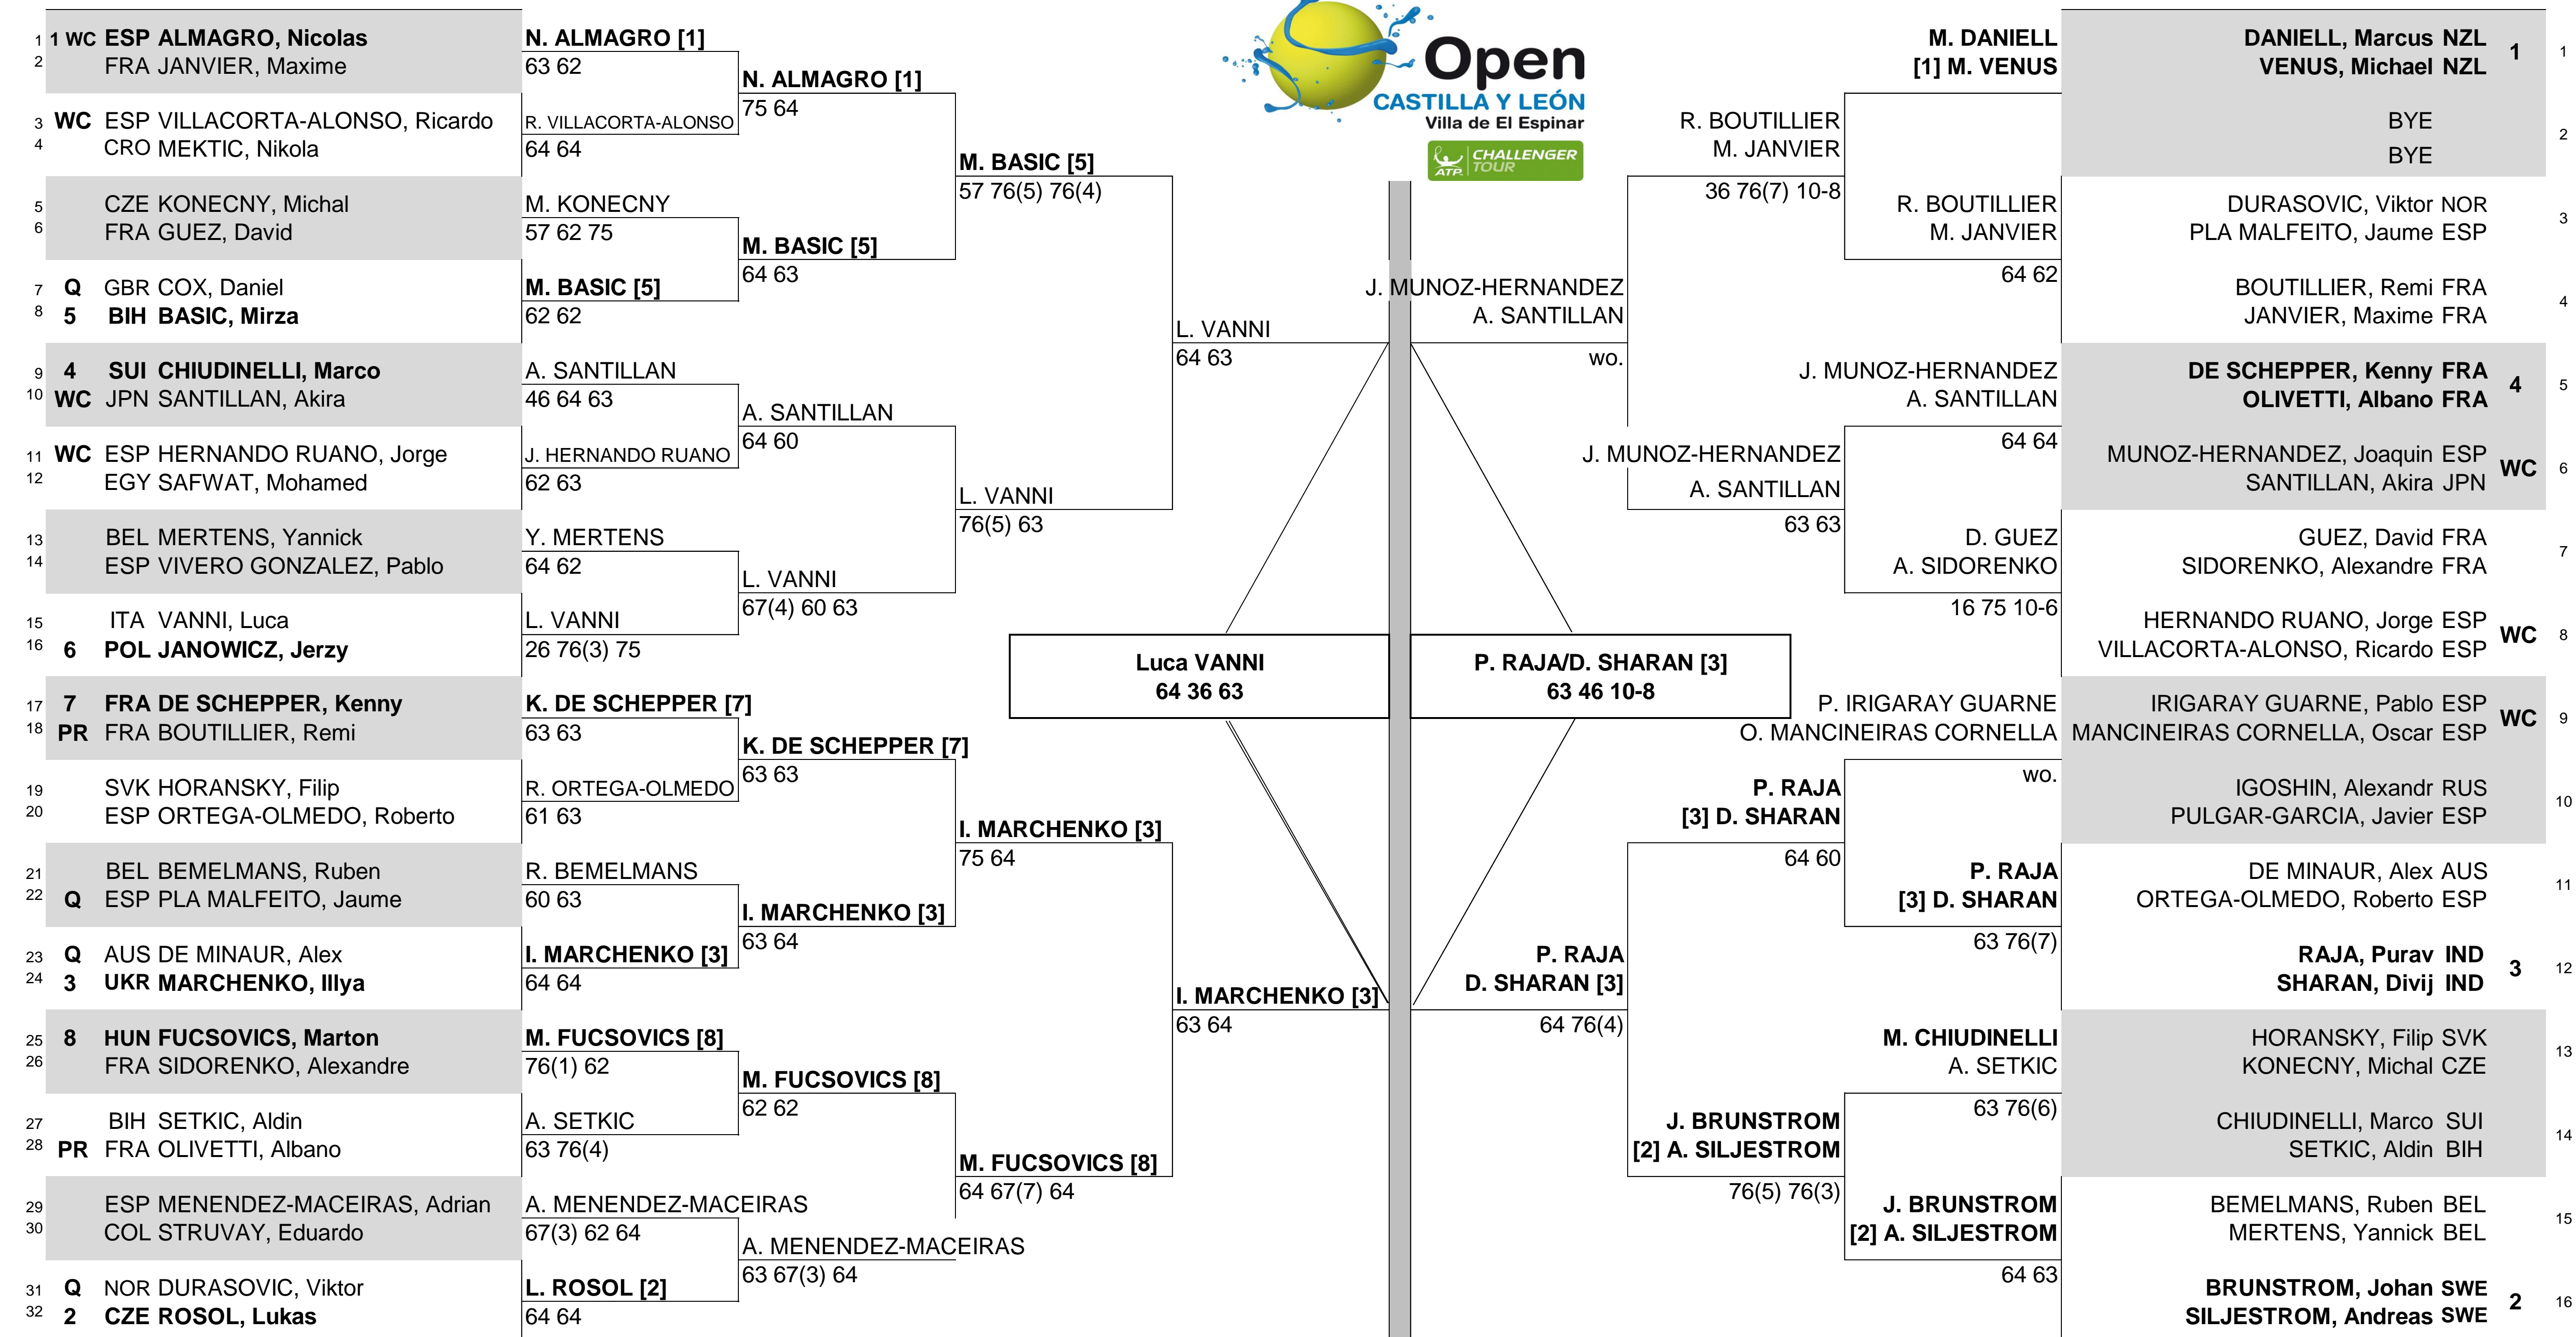 Open
CASTILLA Y LEÓN
Villa de El Espinar
ATP. CHALLENGER
TOUR
1 1 WC ESP ALMAGRO, Nicolas
2 FRA JANVIER, Maxime
3 WC ESP VILLACORTA-ALONSO, Ricardo
4 CRO MEKTIC, Nikola
5 CZE KONECNY, Michal
6 FRA GUEZ, David
7 Q GBR COX, Daniel
8 5 BIH BASIC, Mirza
9 4 SUI CHIUDINELLI, Marco
10 WC JPN SANTILLAN, Akira
11 WC ESP HERNANDO RUANO, Jorge
12 EGY SAFWAT, Mohamed
13 BEL MERTENS, Yannick
14 ESP VIVERO GONZALEZ, Pablo
15 ITA VANNI, Luca
16 6 POL JANOWICZ, Jerzy
17 7 FRA DE SCHEPPER, Kenny
18 PR FRA BOUTILLIER, Remi
19 SVK HORANSKY, Filip
20 ESP ORTEGA-OLMEDO, Roberto
21 BEL BEMELMANS, Ruben
22 Q ESP PLA MALFEITO, Jaume
23 Q AUS DE MINAUR, Alex
24 3 UKR MARCHENKO, Illya
25 8 HUN FUCSOVICS, Marton
26 FRA SIDORENKO, Alexandre
27 BIH SETKIC, Aldin
28 PR FRA OLIVETTI, Albano
29 ESP MENENDEZ-MACEIRAS, Adrian
30 COL STRUVAY, Eduardo
31 Q NOR DURASOVIC, Viktor
32 2 CZE ROSOL, Lukas
N. ALMAGRO [1]
63 62
R. VILLACORTA-ALONSO
64 64
M. KONECNY
57 62 75
M. BASIC [5]
62 62
A. SANTILLAN
46 64 63
J. HERNANDO RUANO
62 63
Y. MERTENS
64 62
L. VANNI
26 76(3) 75
K. DE SCHEPPER [7]
63 63
R. ORTEGA-OLMEDO
61 63
R. BEMELMANS
60 63
I. MARCHENKO [3]
64 64
M. FUCSOVICS [8]
76(1) 62
A. SETKIC
63 76(4)
A. MENENDEZ-MACEIRAS
67(3) 62 64
L. ROSOL [2]
64 64
N. ALMAGRO [1]
75 64
M. BASIC [5]
64 63
A. SANTILLAN
64 60
L. VANNI
67(4) 60 63
K. DE SCHEPPER [7]
63 63
I. MARCHENKO [3]
63 64
M. FUCSOVICS [8]
62 62
A. MENENDEZ-MACEIRAS
63 67(3) 64
M. BASIC [5]
57 76(5) 76(4)
L. VANNI
76(5) 63
I. MARCHENKO [3]
75 64
M. FUCSOVICS [8]
64 67(7) 64
L. VANNI
64 63
I. MARCHENKO [3]
63 64
Luca VANNI
64 36 63
P. RAJA/D. SHARAN [3]
63 46 10-8
J. MUNOZ-HERNANDEZ
A. SANTILLAN
wo.
P. RAJA
D. SHARAN [3]
64 76(4)
R. BOUTILLIER
M. JANVIER
36 76(7) 10-8
J. MUNOZ-HERNANDEZ
A. SANTILLAN
63 63
P. RAJA
[3] D. SHARAN
64 60
J. BRUNSTROM
[2] A. SILJESTROM
76(5) 76(3)
M. DANIELL
[1] M. VENUS
R. BOUTILLIER
M. JANVIER
64 62
J. MUNOZ-HERNANDEZ
A. SANTILLAN
64 64
D. GUEZ
A. SIDORENKO
16 75 10-6
P. IRIGARAY GUARNE
O. MANCINEIRAS CORNELLA
wo.
P. RAJA
[3] D. SHARAN
63 76(7)
M. CHIUDINELLI
A. SETKIC
63 76(6)
J. BRUNSTROM
[2] A. SILJESTROM
64 63
DANIELL, Marcus NZL 1 1
VENUS, Michael NZL
BYE 2
BYE
DURASOVIC, Viktor NOR 3
PLA MALFEITO, Jaume ESP
BOUTILLIER, Remi FRA 4
JANVIER, Maxime FRA
DE SCHEPPER, Kenny FRA 4 5
OLIVETTI, Albano FRA
MUNOZ-HERNANDEZ, Joaquin ESP WC 6
SANTILLAN, Akira JPN
GUEZ, David FRA 7
SIDORENKO, Alexandre FRA
HERNANDO RUANO, Jorge ESP WC 8
VILLACORTA-ALONSO, Ricardo ESP
IRIGARAY GUARNE, Pablo ESP WC 9
MANCINEIRAS CORNELLA, Oscar ESP
IGOSHIN, Alexandr RUS 10
PULGAR-GARCIA, Javier ESP
DE MINAUR, Alex AUS 11
ORTEGA-OLMEDO, Roberto ESP
RAJA, Purav IND 3 12
SHARAN, Divij IND
HORANSKY, Filip SVK 13
KONECNY, Michal CZE
CHIUDINELLI, Marco SUI 14
SETKIC, Aldin BIH
BEMELMANS, Ruben BEL 15
MERTENS, Yannick BEL
BRUNSTROM, Johan SWE 2 16
SILJESTROM, Andreas SWE